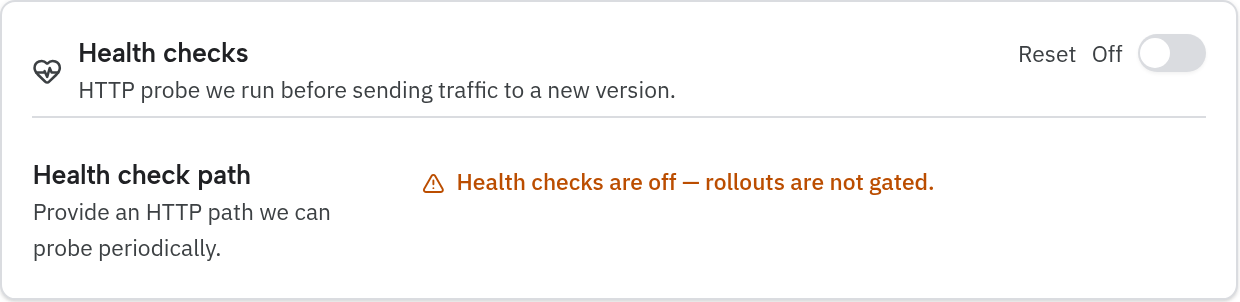 Health checks
Reset Off
HTTP probe we run before sending traffic to a new version.
Health check path
Provide an HTTP path we can
probe periodically.
Health checks are off — rollouts are not gated.